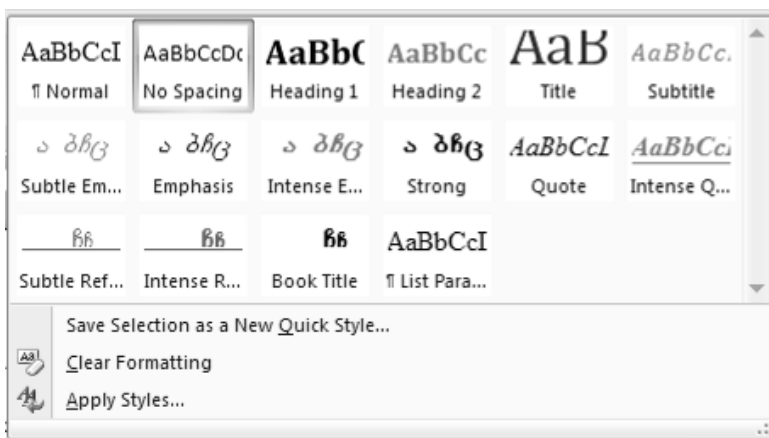 AaBbCcI AaBbCcDc AaBbC AaBbCc AaB AaBbCc.
¶ Normal No Spacing Heading 1 Heading 2 Title Subtitle
ა ბჩც ა ბჩც ა ბჩც ა ბჩც AaBbCcI AaBbCcI
Subtle Em... Emphasis Intense E... Strong Quote Intense Q...
ჩჩ ჩჩ ჩჩ AaBbCcI
Subtle Ref... Intense R... Book Title ¶ List Para...
Save Selection as a New Quick Style...
Clear Formatting
Apply Styles...